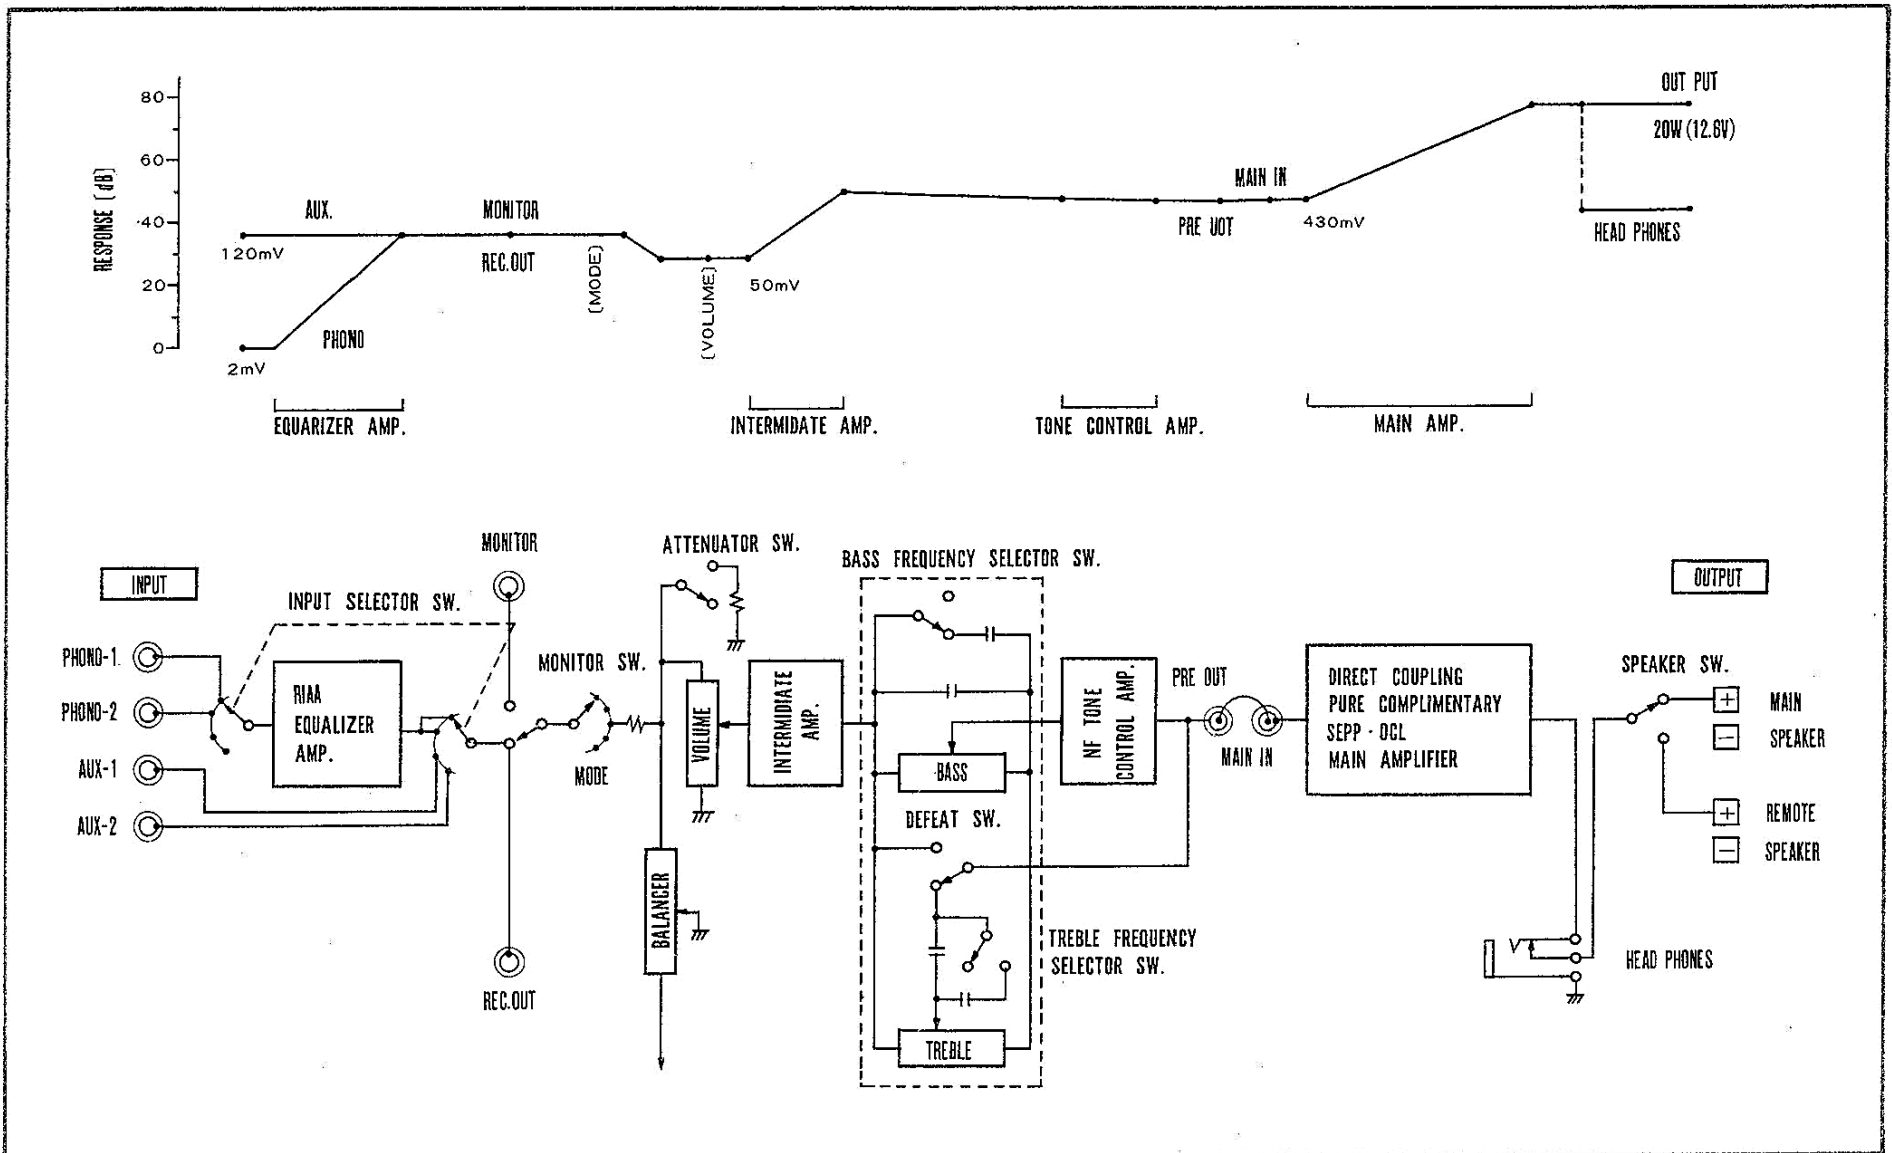 80
60
40
20
0
RESPONSE (dB)
AUX.
120mV
PHONO
2mV
MONITOR
REC.OUT
(MODE)
(VOLUME)
50mV
MAIN IN
PRE UOT
430mV
OUT PUT
20W (12.6V)
HEAD PHONES
EQUARIZER AMP.
INTERMIDATE AMP.
TONE CONTROL AMP.
MAIN AMP.
INPUT
INPUT SELECTOR SW.
MONITOR
ATTENUATOR SW.
BASS FREQUENCY SELECTOR SW.
OUTPUT
PHONO-1
PHONO-2
AUX-1
AUX-2
RIAA
EQUALIZER
AMP.
MONITOR SW.
MODE
REC.OUT
VOLUME
BALANCER
INTERMIDATE
AMP.
BASS
DEFEAT SW.
TREBLE FREQUENCY
SELECTOR SW.
TREBLE
NF TONE
CONTROL AMP.
PRE OUT
MAIN IN
DIRECT COUPLING
PURE COMPLIMENTARY
SEPP · OCL
MAIN AMPLIFIER
SPEAKER SW.
+ MAIN
− SPEAKER
+ REMOTE
− SPEAKER
HEAD PHONES